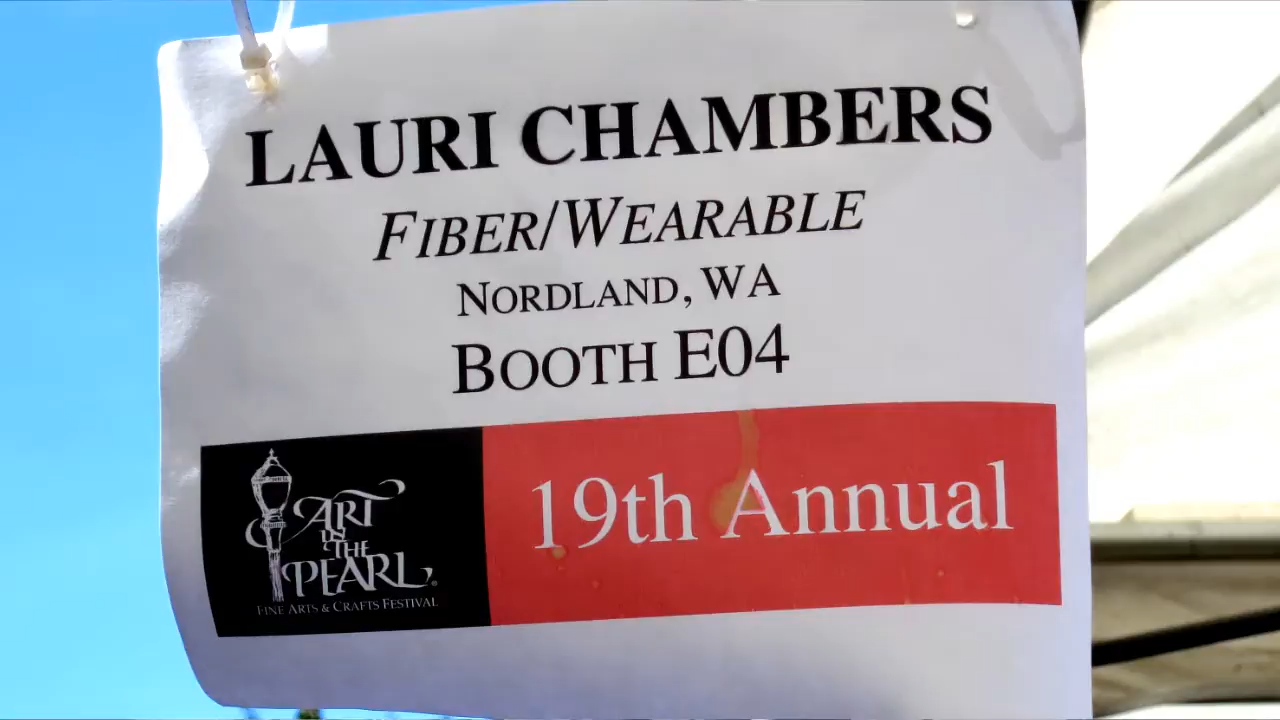 LAURI CHAMBERS
FIBER/WEARABLE
NORDLAND, WA
BOOTH E04
ART
IN
THE
PEARL®
FINE ARTS & CRAFTS FESTIVAL
19th Annual